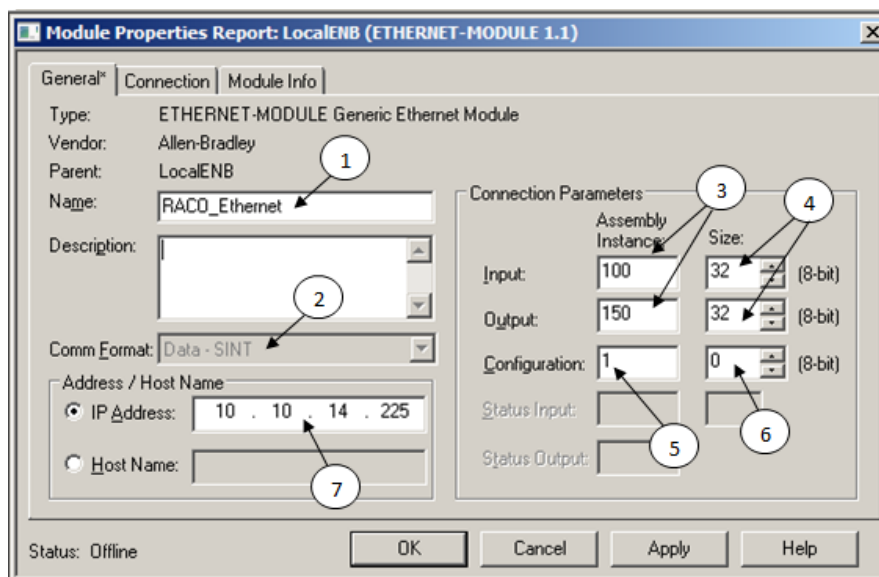 Module Properties Report: LocalENB (ETHERNET-MODULE 1.1)
General* Connection Module Info
Type: ETHERNET-MODULE Generic Ethernet Module
Vendor: Allen-Bradley
Parent: LocalENB
1
Name: RACO_Ethernet
Description:
2
Comm Format: Data - SINT
Address / Host Name
IP Address: 10 . 10 . 14 . 225
Host Name:
7
Connection Parameters
3
4
Assembly
Instance: Size:
Input: 100 32 (8-bit)
Output: 150 32 (8-bit)
Configuration: 1 0 (8-bit)
Status Input:
5
6
Status Output:
Status: Offline
OK Cancel Apply Help